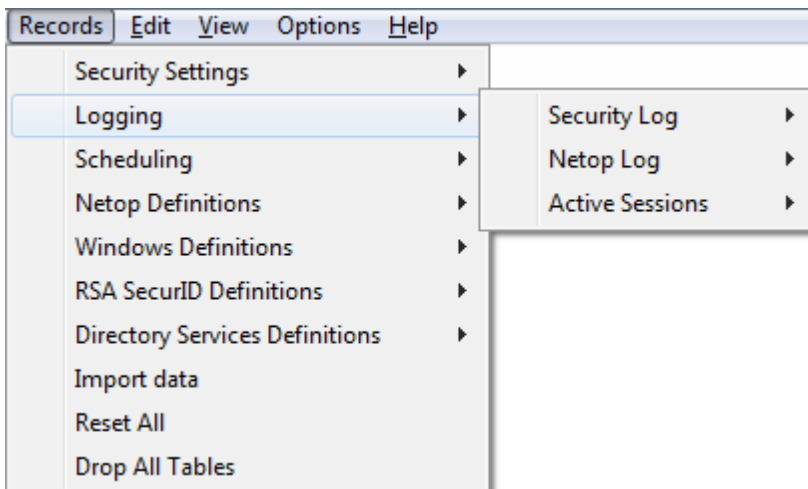 Records Edit View Options Help
Security Settings
Logging
Scheduling
Netop Definitions
Windows Definitions
RSA SecurID Definitions
Directory Services Definitions
Import data
Reset All
Drop All Tables
Security Log
Netop Log
Active Sessions